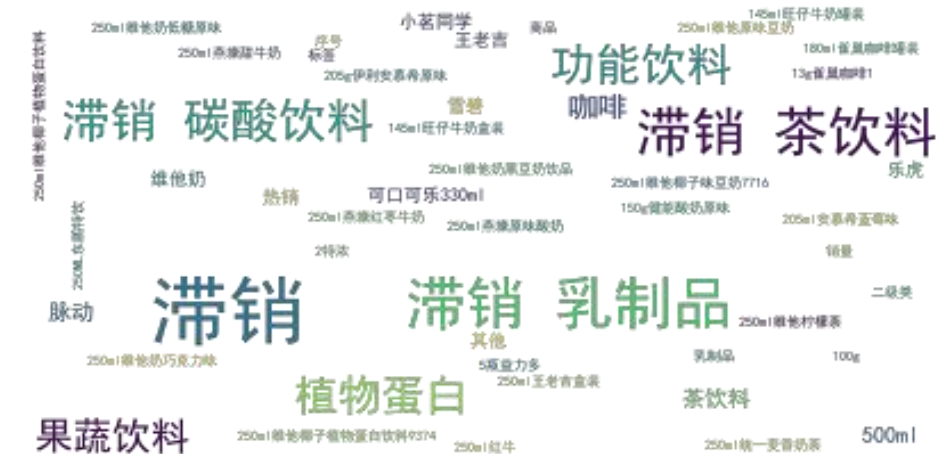 145ml旺仔牛奶罐装
小茗同学
250ml维他奶低糖原味
商品
250ml维他奶原味豆奶
王老吉
序号
250ml燕塘甜牛奶
标签
180ml雀巢咖啡罐装
功能饮料
205g伊利安慕希原味
13g雀巢咖啡1
250ml维他椰子植物蛋白饮料
雪碧
咖啡
滞销 碳酸饮料
145ml旺仔牛奶盒装
滞销 茶饮料
250ml维他奶黑豆奶饮品
乐虎
维他奶
250ml维他椰子味豆奶7716
热销
可口可乐330ml
150g健能酸奶原味
250ml燕塘红枣牛奶
205ml安慕希蓝莓味
250ml燕塘原味酸奶
2特浓
销量
二级类
滞销
滞销 乳制品
脉动
250ml维他柠檬茶
其他
250ml维他奶巧克力味
乳制品
100g
5瓶益力多
250ml王老吉盒装
植物蛋白
茶饮料
果蔬饮料
250ml维他椰子植物蛋白饮料9374
500ml
250ml红牛
250ml统一麦香奶茶